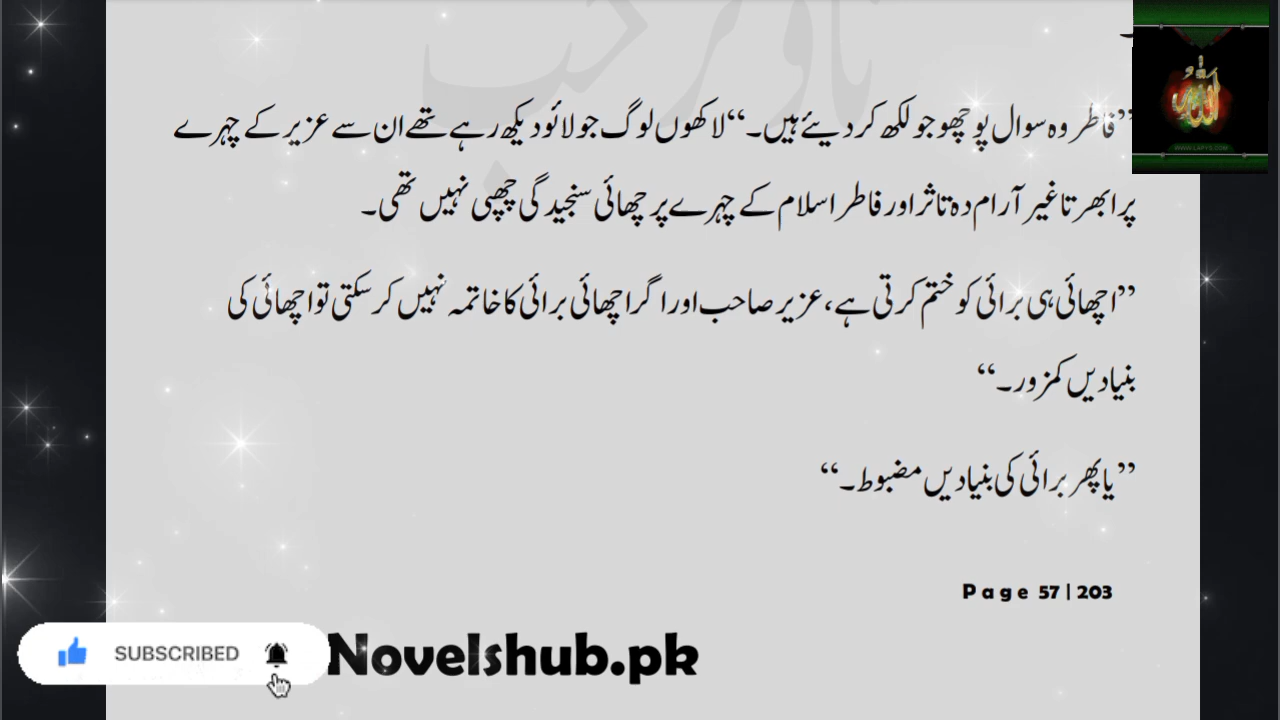 ”فاطر وہ سوال پوچھو جو لکھ کر دیئے ہیں۔“ لاکھوں لوگ جو لائو دیکھ رہے تھے ان سے عزیر کے چہرے
پر ابھرتا غیر آرام دہ تاثر اور فاطر اسلام کے چہرے پر چھائی سنجیدگی چھپی نہیں تھی۔
”اچھائی ہی برائی کو ختم کرتی ہے، عزیر صاحب اور اگر اچھائی برائی کا خاتمہ نہیں کر سکتی تو اچھائی کی
بنیادیں کمزور۔“
”یا پھر برائی کی بنیادیں مضبوط۔“
Page 57 | 203
SUBSCRIBED
Novelshub.pk
اللہ